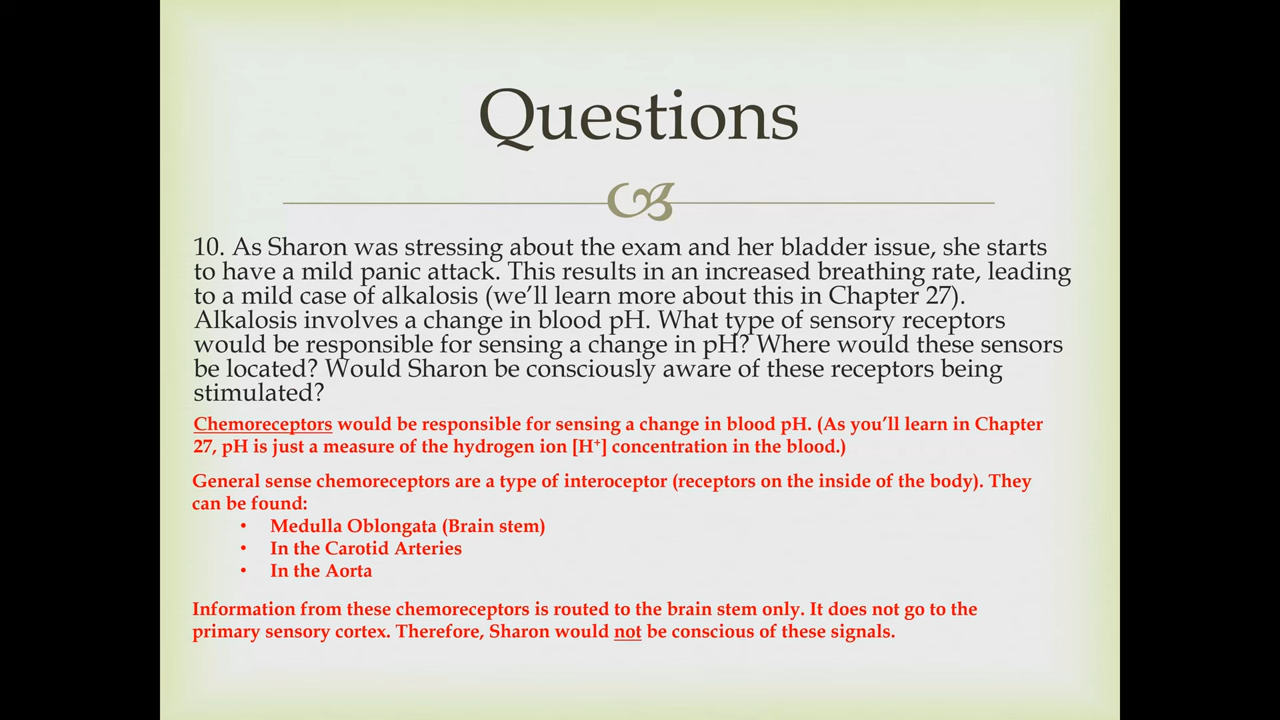 Questions
10. As Sharon was stressing about the exam and her bladder issue, she starts
to have a mild panic attack. This results in an increased breathing rate, leading
to a mild case of alkalosis (we’ll learn more about this in Chapter 27).
Alkalosis involves a change in blood pH. What type of sensory receptors
would be responsible for sensing a change in pH? Where would these sensors
be located? Would Sharon be consciously aware of these receptors being
stimulated?
Chemoreceptors would be responsible for sensing a change in blood pH. (As you’ll learn in Chapter
27, pH is just a measure of the hydrogen ion [H⁺] concentration in the blood.)
General sense chemoreceptors are a type of interoceptor (receptors on the inside of the body). They
can be found:
• Medulla Oblongata (Brain stem)
• In the Carotid Arteries
• In the Aorta
Information from these chemoreceptors is routed to the brain stem only. It does not go to the
primary sensory cortex. Therefore, Sharon would not be conscious of these signals.